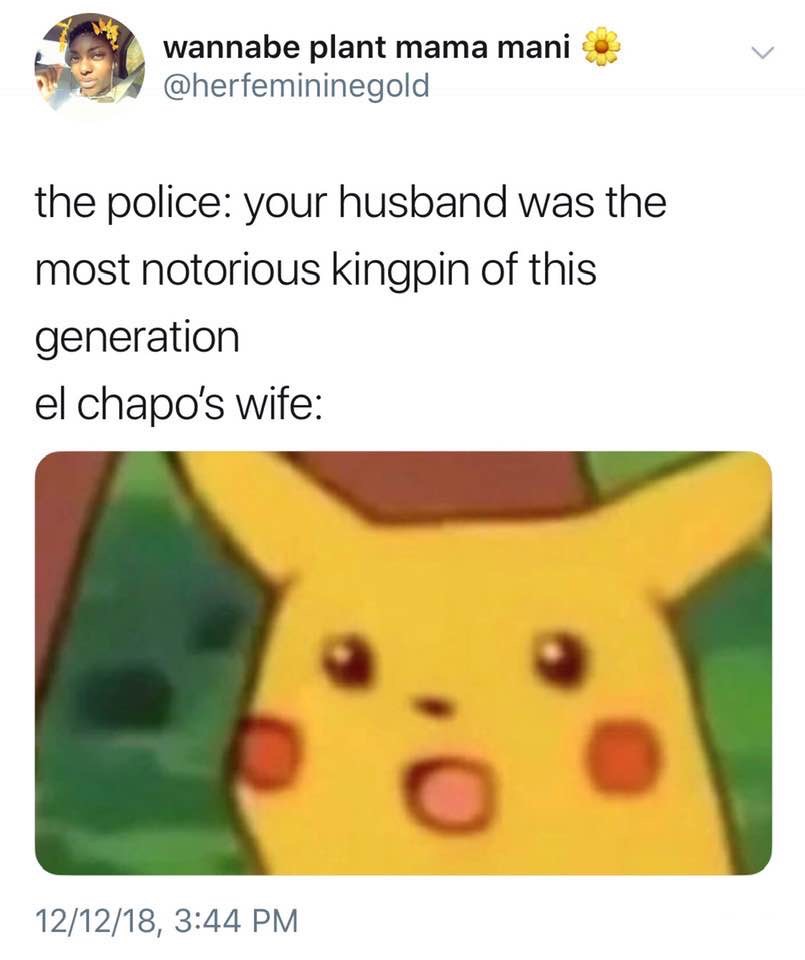 wannabe plant mama mani 🌼
@herfemininegold
the police: your husband was the
most notorious kingpin of this
generation
el chapo's wife:
12/12/18, 3:44 PM